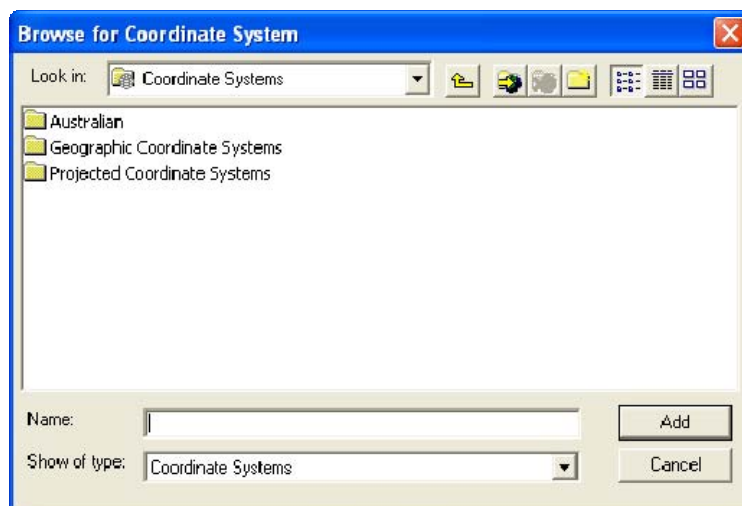 Browse for Coordinate System
Look in: Coordinate Systems
Australian
Geographic Coordinate Systems
Projected Coordinate Systems
Name: Add
Show of type: Coordinate Systems Cancel